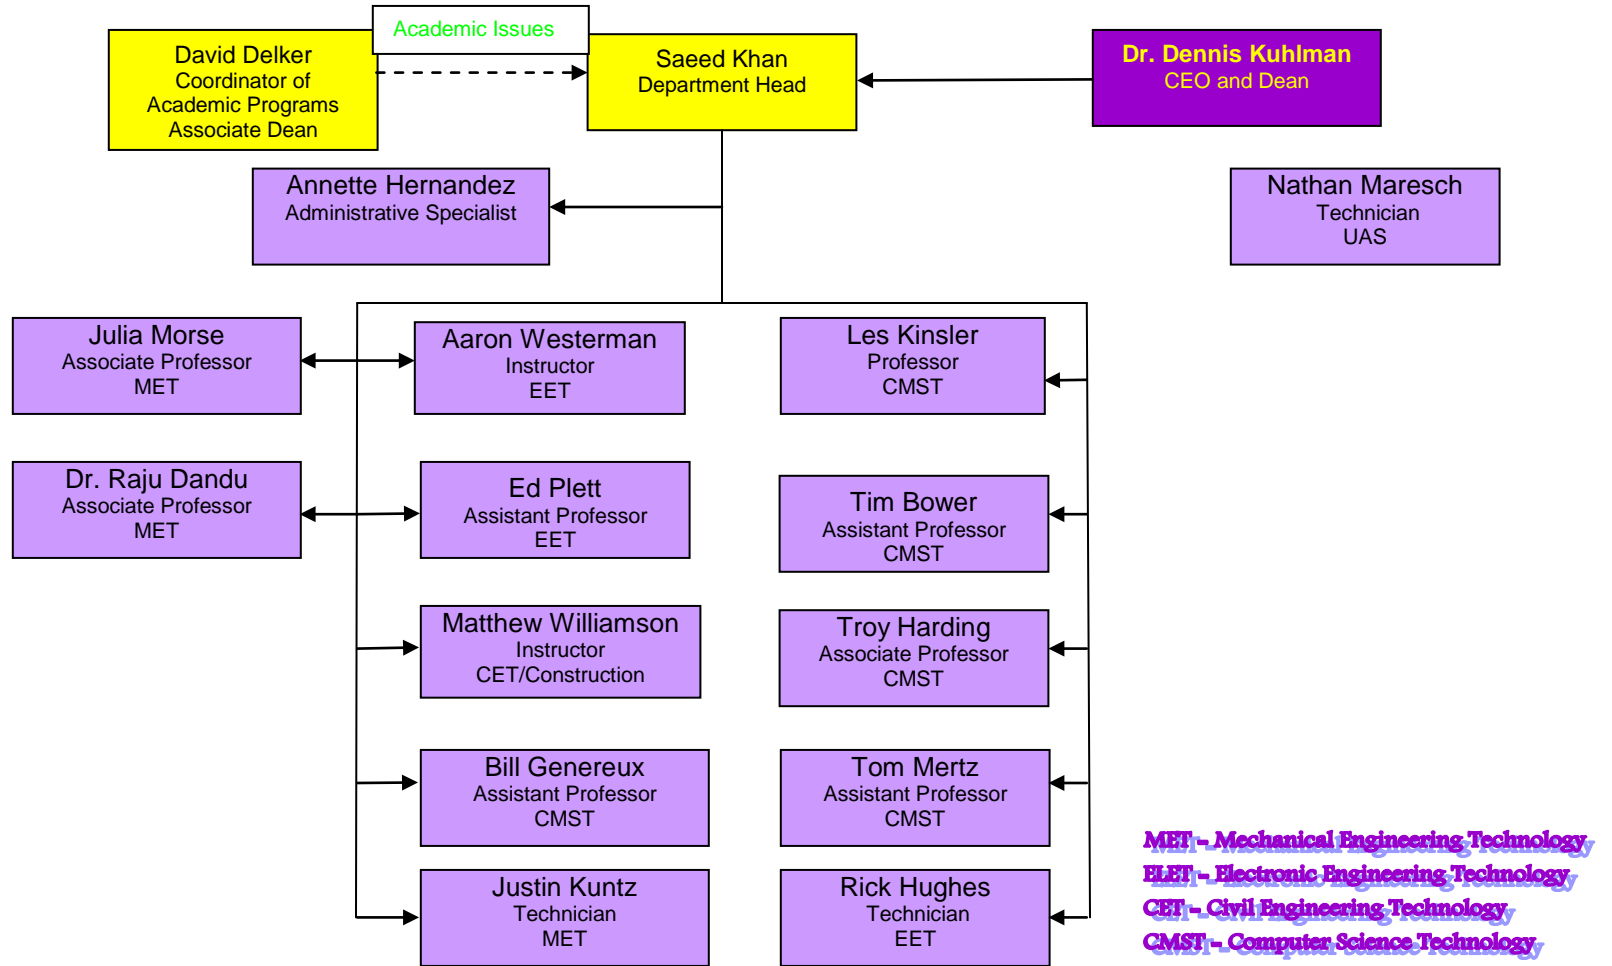 Academic Issues
David Delker
Coordinator of
Academic Programs
Associate Dean
Saeed Khan
Department Head
Dr. Dennis Kuhlman
CEO and Dean
Annette Hernandez
Administrative Specialist
Nathan Maresch
Technician
UAS
Julia Morse
Associate Professor
MET
Aaron Westerman
Instructor
EET
Les Kinsler
Professor
CMST
Dr. Raju Dandu
Associate Professor
MET
Ed Plett
Assistant Professor
EET
Tim Bower
Assistant Professor
CMST
Matthew Williamson
Instructor
CET/Construction
Troy Harding
Associate Professor
CMST
Bill Genereux
Assistant Professor
CMST
Tom Mertz
Assistant Professor
CMST
Justin Kuntz
Technician
MET
Rick Hughes
Technician
EET
MET – Mechanical Engineering Technology
ELET – Electronic Engineering Technology
CET – Civil Engineering Technology
CMST – Computer Science Technology